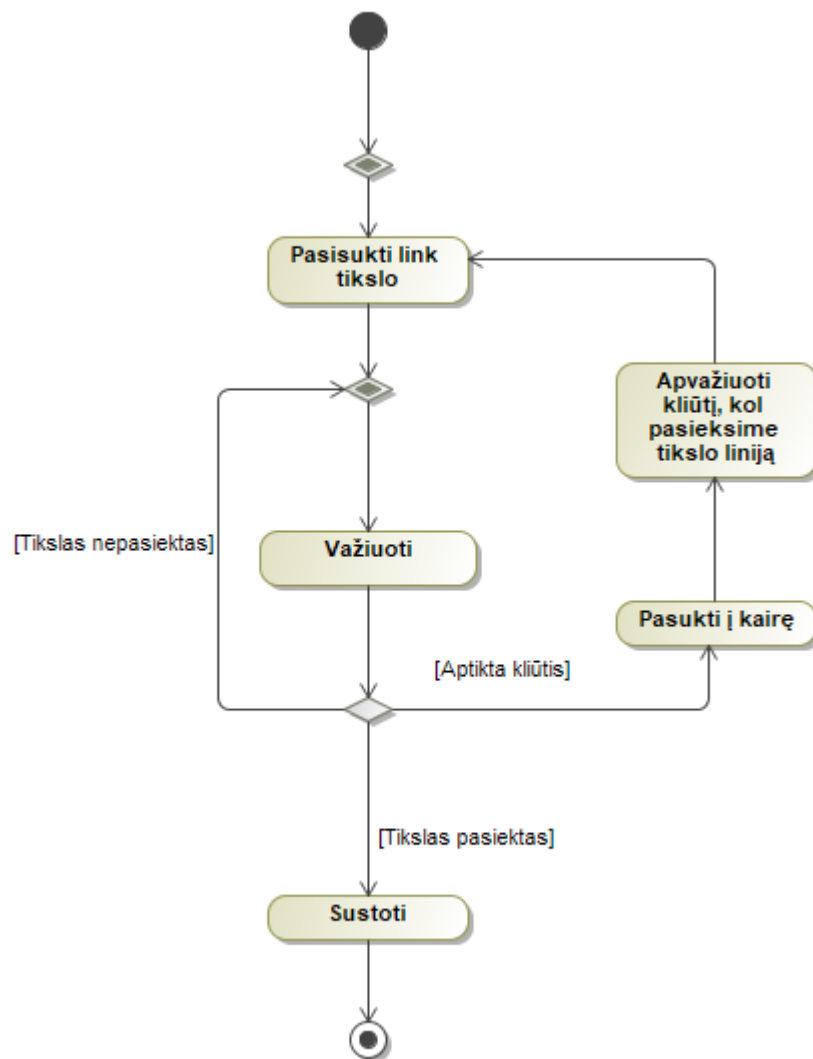 Pasisukti link
tikslo
Apvažiuoti
kliūtį, kol
pasieksime
tikslo liniją
[Tikslas nepasiektas]
Važiuoti
Pasukti į kairę
[Aptikta kliūtis]
[Tikslas pasiektas]
Sustoti